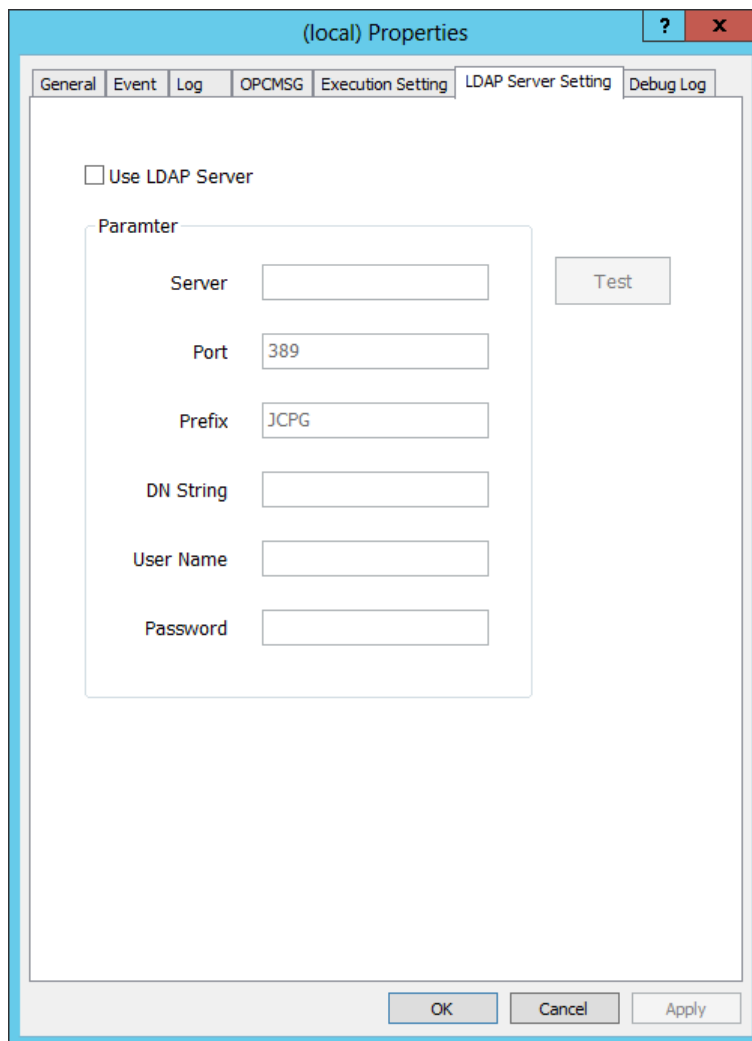 (local) Properties
? x
General Event Log OPCMSG Execution Setting LDAP Server Setting Debug Log
Use LDAP Server
Paramter
Server
Test
Port 389
Prefix JCPG
DN String
User Name
Password
OK Cancel Apply